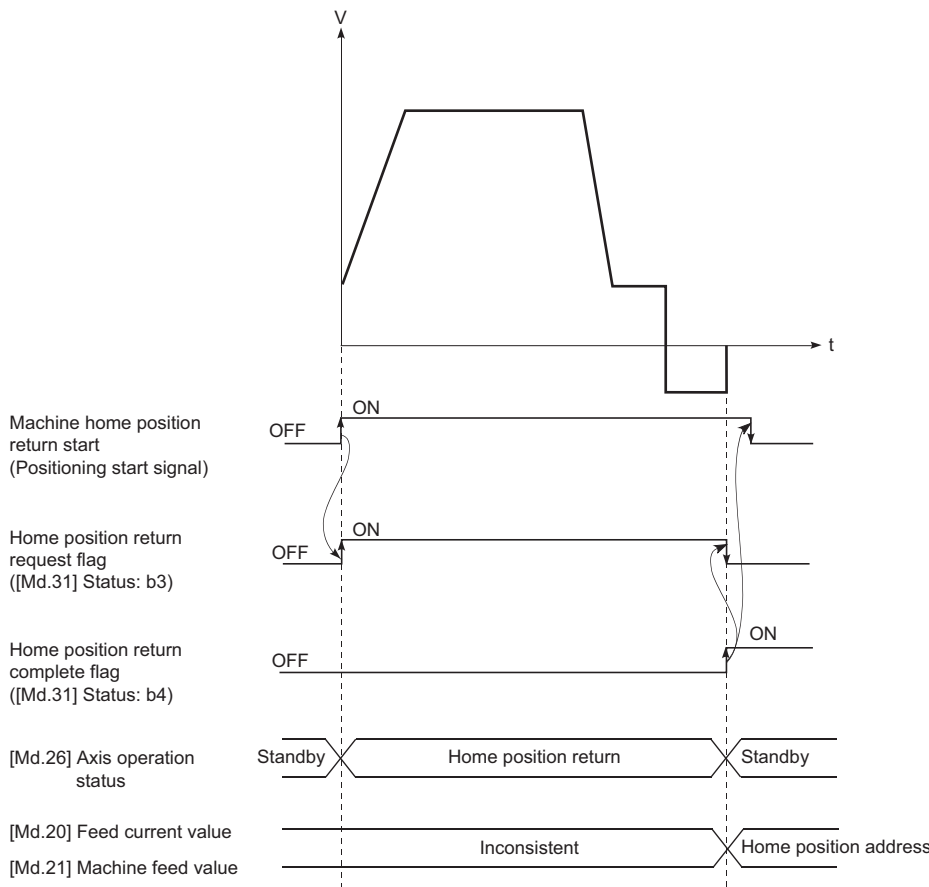 V
t
Machine home position
return start
(Positioning start signal)
OFF
ON
Home position return
request flag
([Md.31] Status: b3)
OFF
ON
Home position return
complete flag
([Md.31] Status: b4)
OFF
ON
[Md.26] Axis operation
status
Standby
Home position return
Standby
[Md.20] Feed current value
[Md.21] Machine feed value
Inconsistent
Home position address